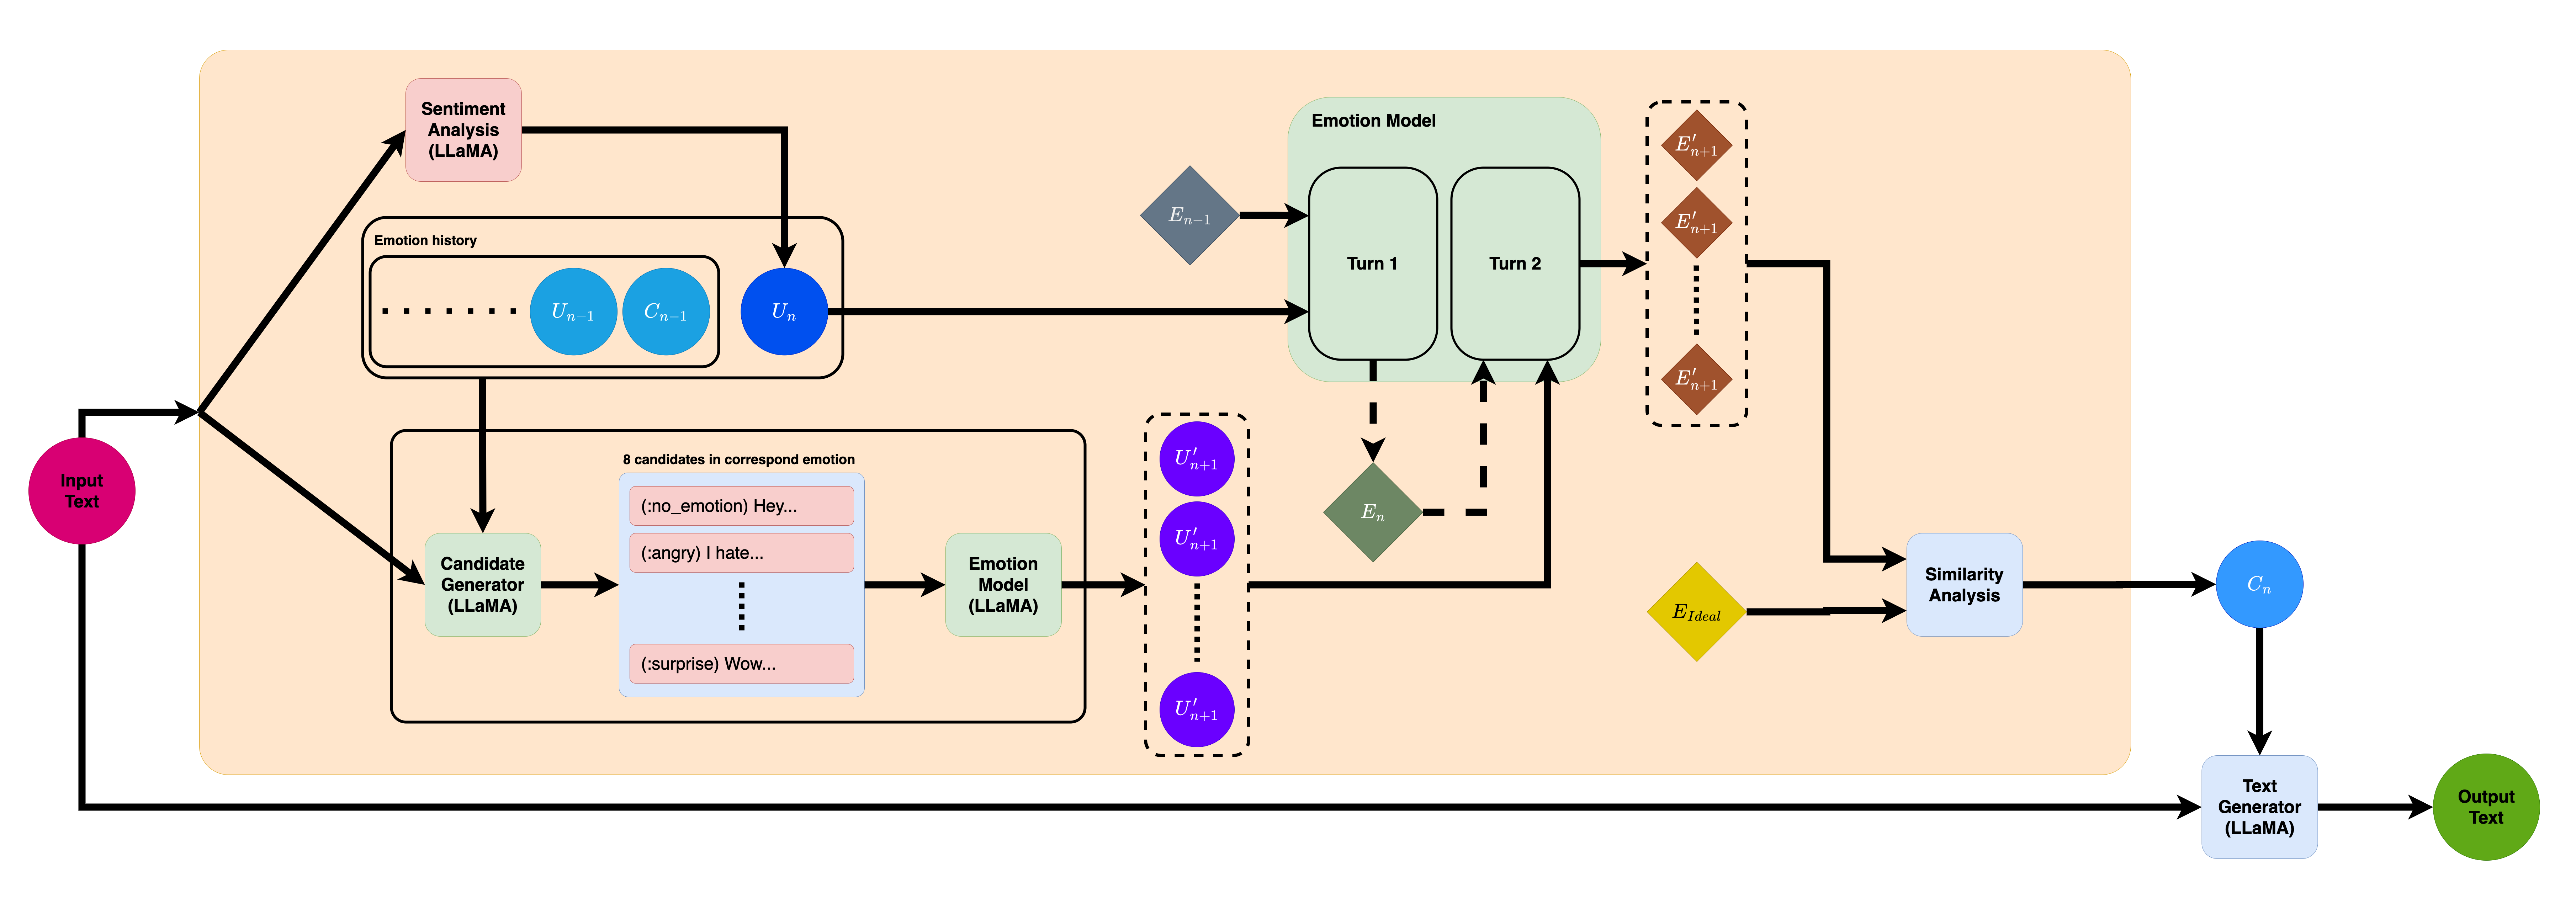 Input
Text
Sentiment
Analysis
(LLaMA)
Emotion history
U_{n-1}
C_{n-1}
U_n
Candidate
Generator
(LLaMA)
8 candidates in correspond emotion
(:no_emotion) Hey...
(:angry) I hate...
(:surprise) Wow...
Emotion
Model
(LLaMA)
U'_{n+1}
U'_{n+1}
U'_{n+1}
E_{n-1}
Emotion Model
Turn 1
Turn 2
E_n
E'_{n+1}
E'_{n+1}
E'_{n+1}
E_{Ideal}
Similarity
Analysis
C_n
Text
Generator
(LLaMA)
Output
Text